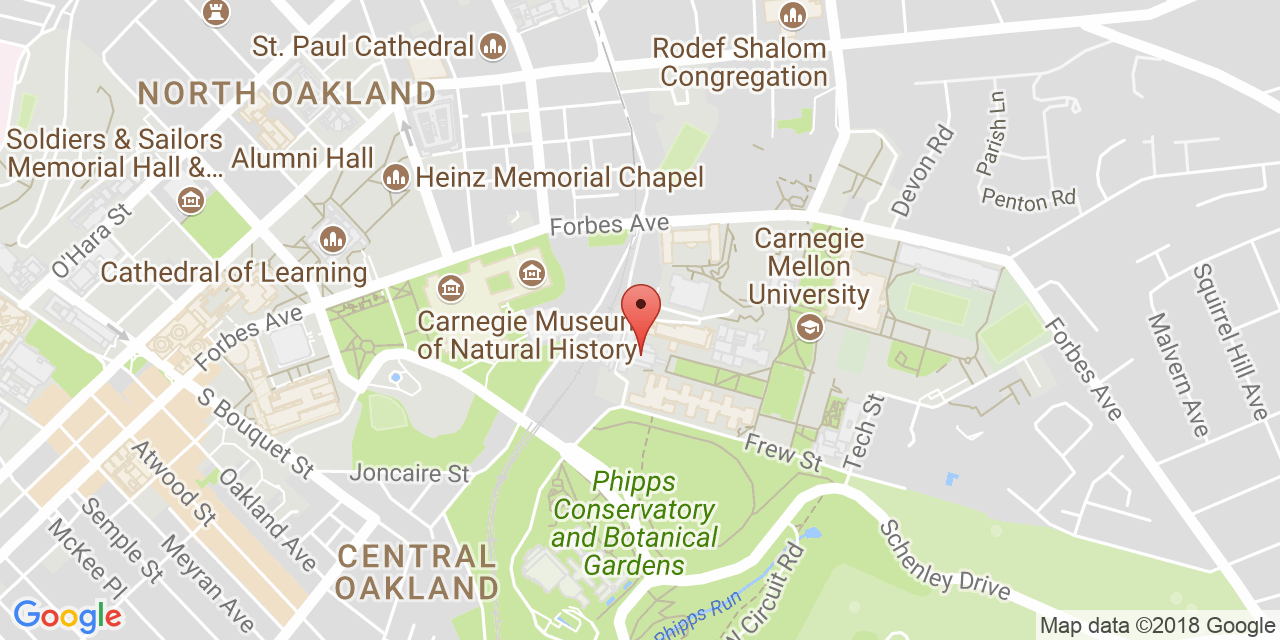 St. Paul Cathedral
Rodef Shalom
Congregation
NORTH OAKLAND
Soldiers & Sailors
Memorial Hall &...
Alumni Hall
Heinz Memorial Chapel
Parish Ln
Devon Rd
Penton Rd
O'Hara St
Forbes Ave
Carnegie
Mellon
University
Cathedral of Learning
Carnegie Museum
of Natural History
Forbes Ave
Squirrel Hill Ave
Malvern Ave
Forbes Ave
S Bouquet St
Tech St
Frew St
Joncaire St
Atwood St
Oakland Ave
Semple St
Meyran Ave
McKee Pl
Phipps
Conservatory
and Botanical
Gardens
CENTRAL
OAKLAND
Schenley Drive
N Circuit Rd
Phipps Run
Google
Map data ©2018 Google